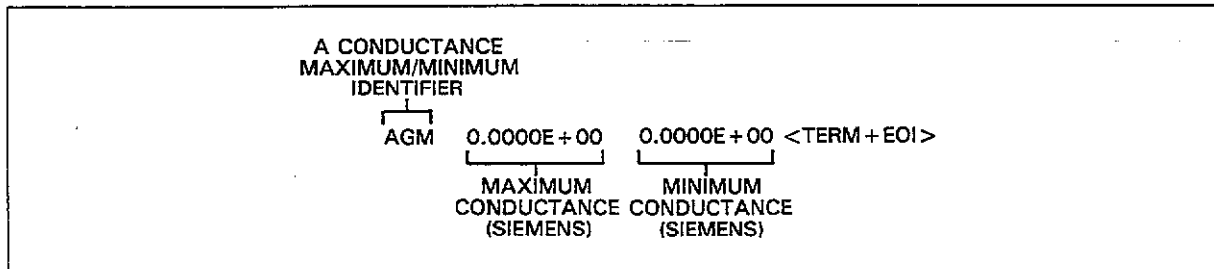 A CONDUCTANCE
MAXIMUM/MINIMUM
IDENTIFIER
AGM 0.0000E+00 0.0000E+00 <TERM+EOI>
MAXIMUM MINIMUM
CONDUCTANCE CONDUCTANCE
(SIEMENS) (SIEMENS)